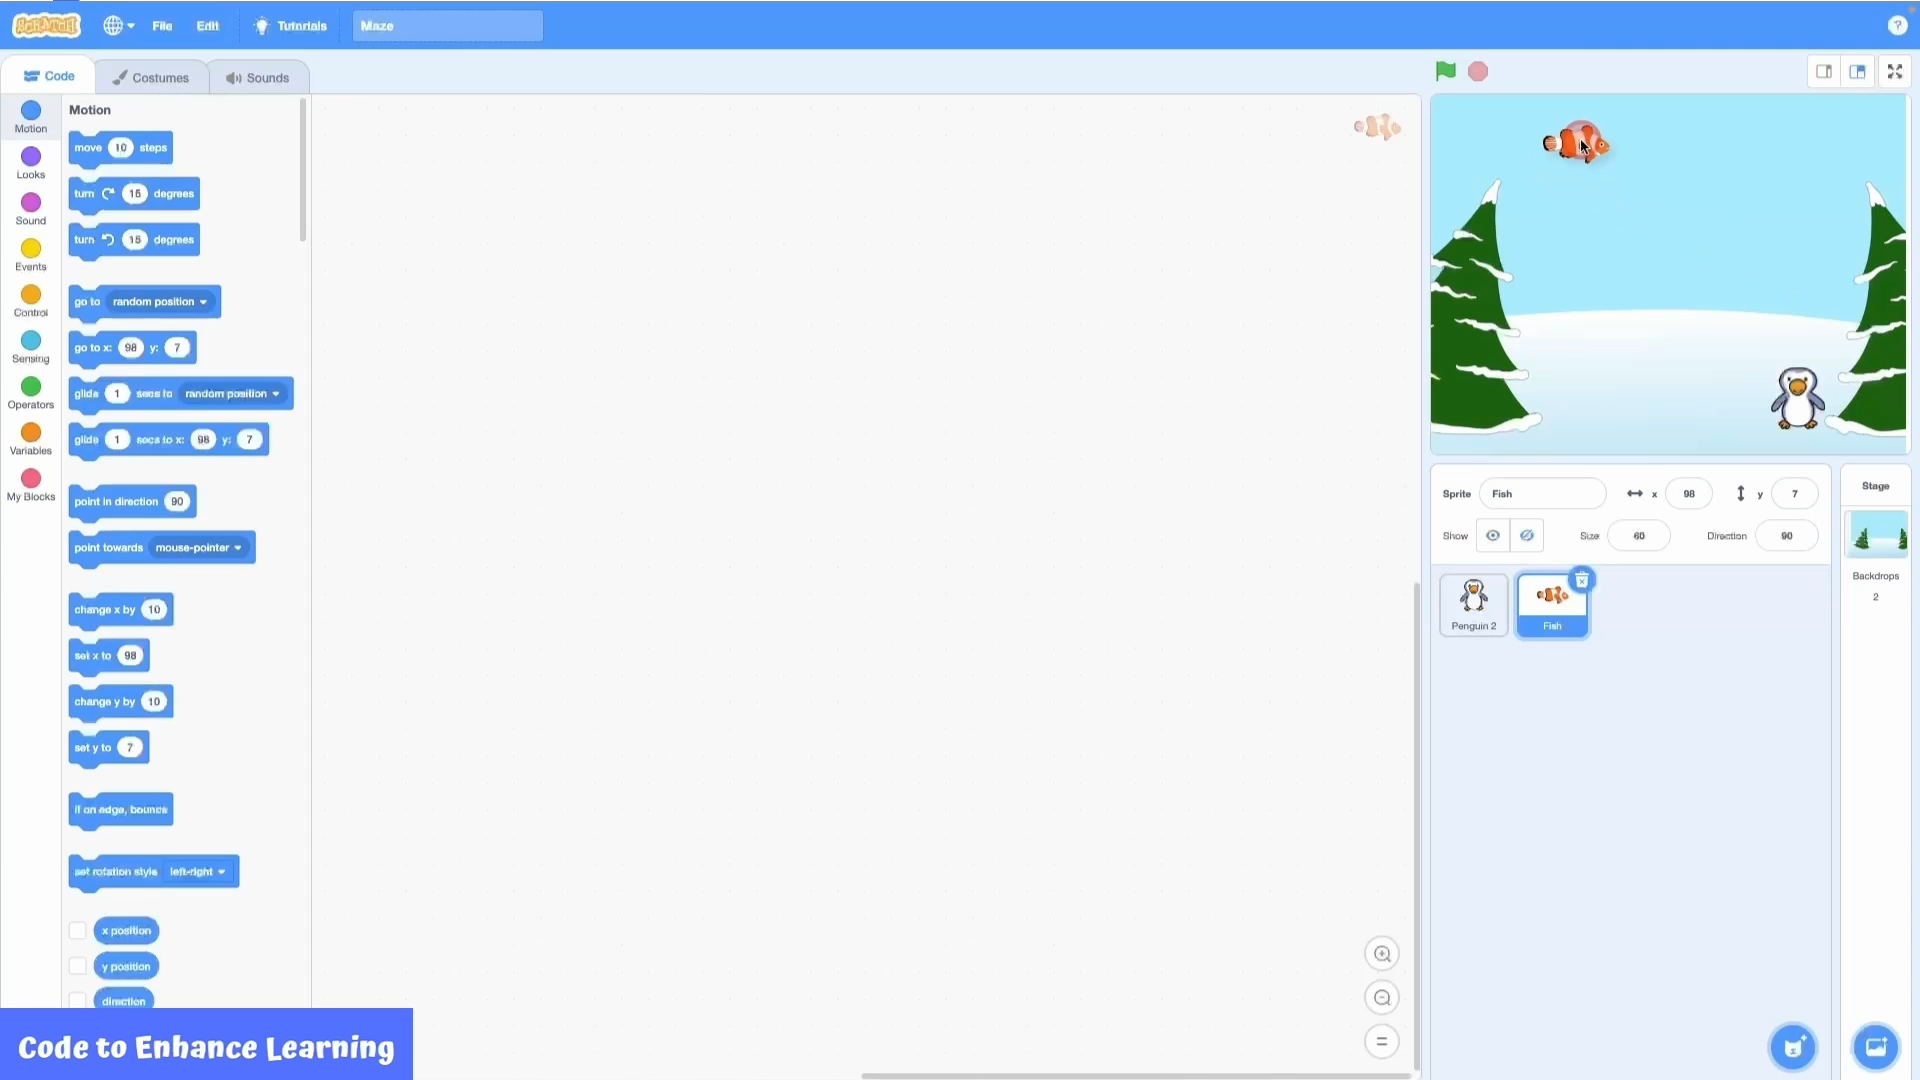 SCRATCH
File
Edit
Tutorials
Maze
?
Code
Costumes
Sounds
Motion
Looks
Sound
Events
Control
Sensing
Operators
Variables
My Blocks
Motion
move 10 steps
turn 15 degrees
turn 15 degrees
go to random position
go to x: 98 y: 7
glide 1 secs to random position
glide 1 secs to x: 98 y: 7
point in direction 90
point towards mouse-pointer
change x by 10
set x to 98
change y by 10
set y to 7
if on edge, bounce
set rotation style left-right
x position
y position
direction
Sprite Fish x 98 y 7
Show Size 60 Direction 90
Penguin 2
Fish
Stage
Backdrops
2
Code to Enhance Learning